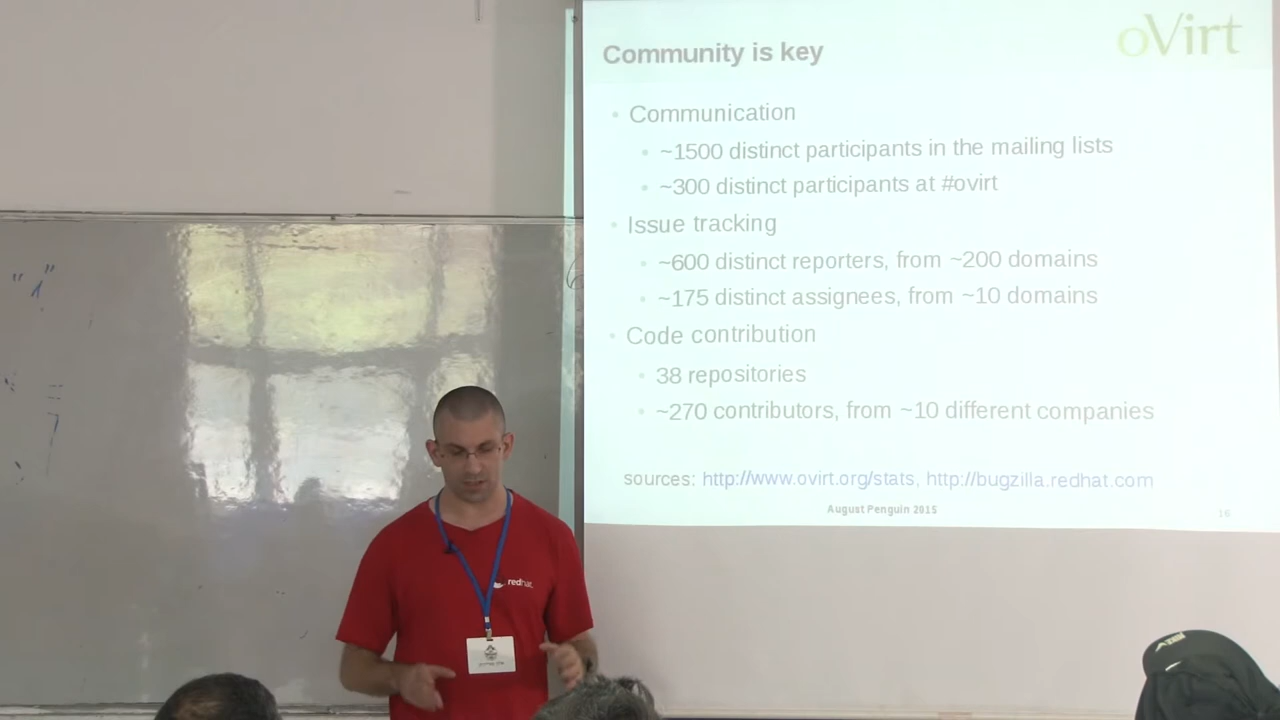 oVirt
Community is key
Communication
~1500 distinct participants in the mailing lists
~300 distinct participants at #ovirt
Issue tracking
~600 distinct reporters, from ~200 domains
~175 distinct assignees, from ~10 domains
Code contribution
38 repositories
~270 contributors, from ~10 different companies
sources: http://www.ovirt.org/stats, http://bugzilla.redhat.com
August Penguin 2015
16
redhat.